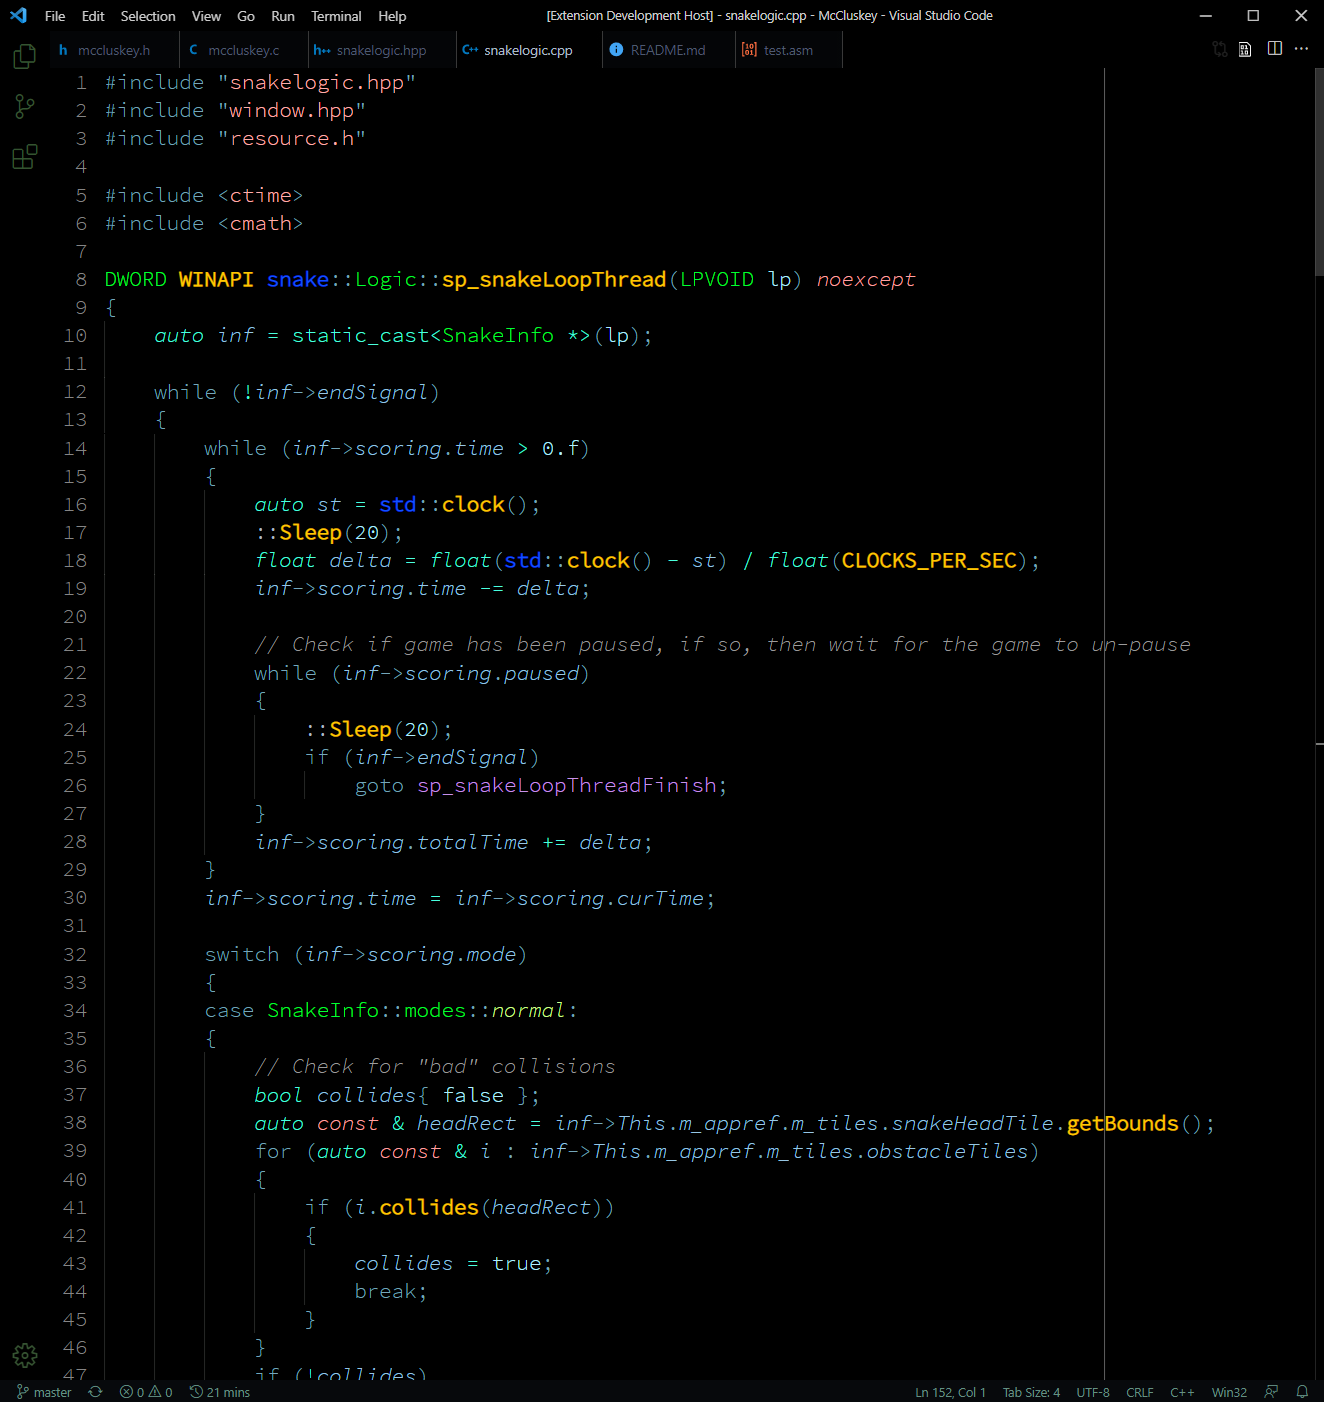 File Edit Selection View Go Run Terminal Help [Extension Development Host] - snakelogic.cpp - McCluskey - Visual Studio Code
h mccluskey.h C mccluskey.c h++ snakelogic.hpp C++ snakelogic.cpp README.md test.asm
1 #include "snakelogic.hpp"
2 #include "window.hpp"
3 #include "resource.h"
4
5 #include <ctime>
6 #include <cmath>
7
8 DWORD WINAPI snake::Logic::sp_snakeLoopThread(LPVOID lp) noexcept
9 {
10 auto inf = static_cast<SnakeInfo *>(lp);
11
12 while (!inf->endSignal)
13 {
14 while (inf->scoring.time > 0.f)
15 {
16 auto st = std::clock();
17 ::Sleep(20);
18 float delta = float(std::clock() - st) / float(CLOCKS_PER_SEC);
19 inf->scoring.time -= delta;
20
21 // Check if game has been paused, if so, then wait for the game to un-pause
22 while (inf->scoring.paused)
23 {
24 ::Sleep(20);
25 if (inf->endSignal)
26 goto sp_snakeLoopThreadFinish;
27 }
28 inf->scoring.totalTime += delta;
29 }
30 inf->scoring.time = inf->scoring.curTime;
31
32 switch (inf->scoring.mode)
33 {
34 case SnakeInfo::modes::normal:
35 {
36 // Check for "bad" collisions
37 bool collides{ false };
38 auto const & headRect = inf->This.m_appref.m_tiles.snakeHeadTile.getBounds();
39 for (auto const & i : inf->This.m_appref.m_tiles.obstacleTiles)
40 {
41 if (i.collides(headRect))
42 {
43 collides = true;
44 break;
45 }
46 }
47 if (!collides)
master 0 0 21 mins Ln 152, Col 1 Tab Size: 4 UTF-8 CRLF C++ Win32